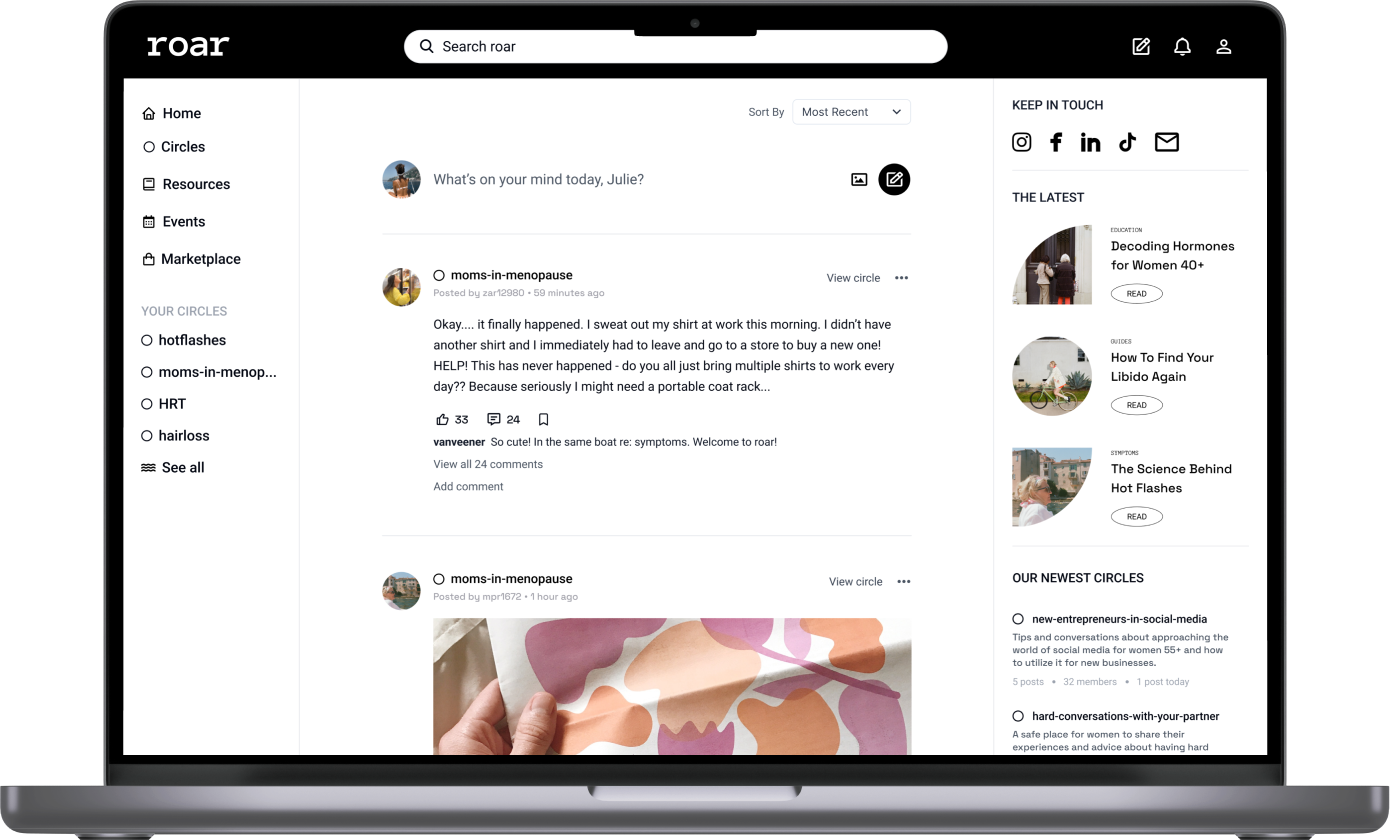 roar
Search roar
Home
Circles
Resources
Events
Marketplace
YOUR CIRCLES
hotflashes
moms-in-menop...
HRT
hairloss
See all
Sort By
Most Recent
What's on your mind today, Julie?
moms-in-menopause
View circle
Posted by zar12980 • 59 minutes ago
Okay.... it finally happened. I sweat out my shirt at work this morning. I didn't have
another shirt and I immediately had to leave and go to a store to buy a new one!
HELP! This has never happened - do you all just bring multiple shirts to work every
day?? Because seriously I might need a portable coat rack...
33 24
vanveener So cute! In the same boat re: symptoms. Welcome to roar!
View all 24 comments
Add comment
moms-in-menopause
View circle
Posted by mpr1672 • 1 hour ago
KEEP IN TOUCH
THE LATEST
EDUCATION
Decoding Hormones
for Women 40+
READ
GUIDES
How To Find Your
Libido Again
READ
SYMPTOMS
The Science Behind
Hot Flashes
READ
OUR NEWEST CIRCLES
new-entrepreneurs-in-social-media
Tips and conversations about approaching the
world of social media for women 55+ and how
to utilize it for new businesses.
5 posts • 32 members • 1 post today
hard-conversations-with-your-partner
A safe place for women to share their
experiences and advice about having hard